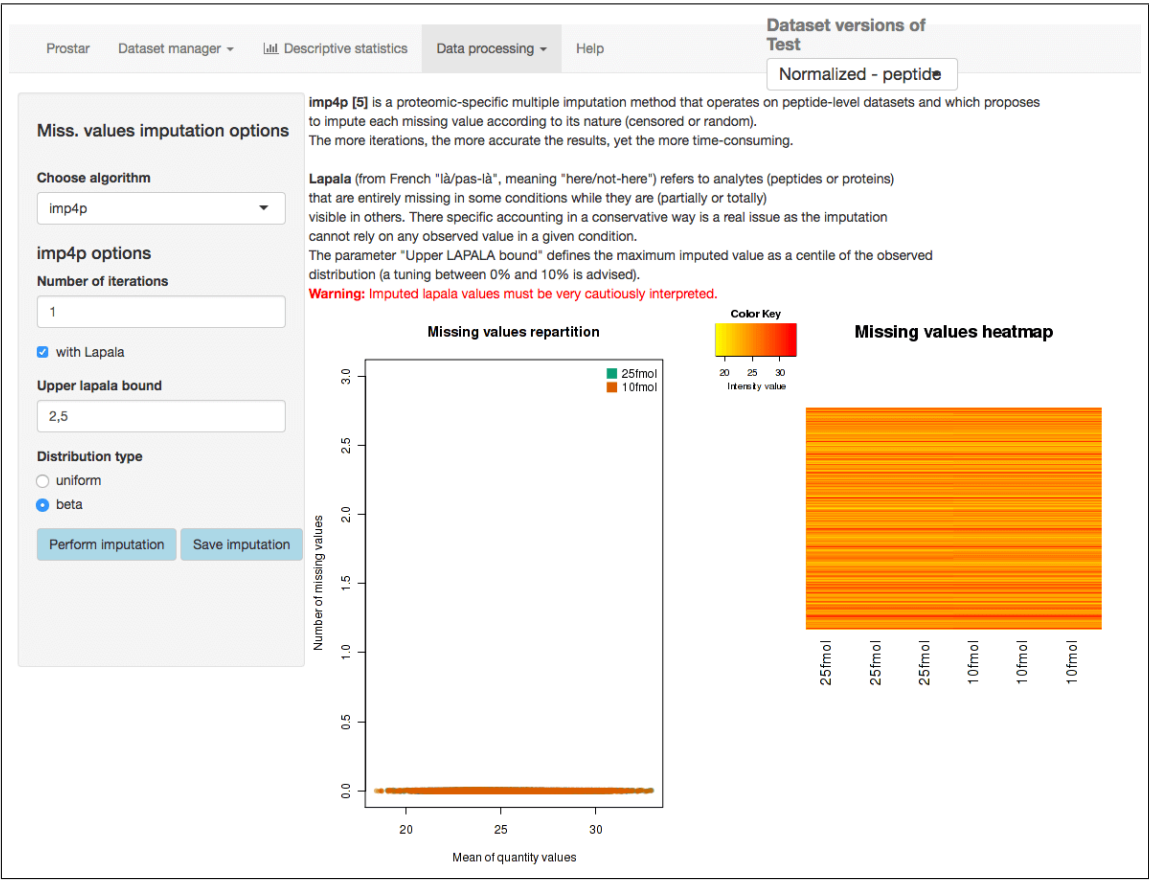 Prostar Dataset manager Descriptive statistics Data processing Help
Dataset versions of
Test
Normalized - peptide
Miss. values imputation options
Choose algorithm
imp4p
imp4p options
Number of iterations
1
with Lapala
Upper lapala bound
2,5
Distribution type
uniform
beta
Perform imputation Save imputation
imp4p [5] is a proteomic-specific multiple imputation method that operates on peptide-level datasets and which proposes
to impute each missing value according to its nature (censored or random).
The more iterations, the more accurate the results, yet the more time-consuming.
Lapala (from French "là/pas-là", meaning "here/not-here") refers to analytes (peptides or proteins)
that are entirely missing in some conditions while they are (partially or totally)
visible in others. There specific accounting in a conservative way is a real issue as the imputation
cannot rely on any observed value in a given condition.
The parameter "Upper LAPALA bound" defines the maximum imputed value as a centile of the observed
distribution (a tuning between 0% and 10% is advised).
Warning: Imputed lapala values must be very cautiously interpreted.
Missing values repartition
25fmol
10fmol
Number of missing values
3.0
2.5
2.0
1.5
1.0
0.5
0.0
20 25 30
Mean of quantity values
Color Key
20 25 30
Intensity value
Missing values heatmap
25fmol 25fmol 25fmol 10fmol 10fmol 10fmol